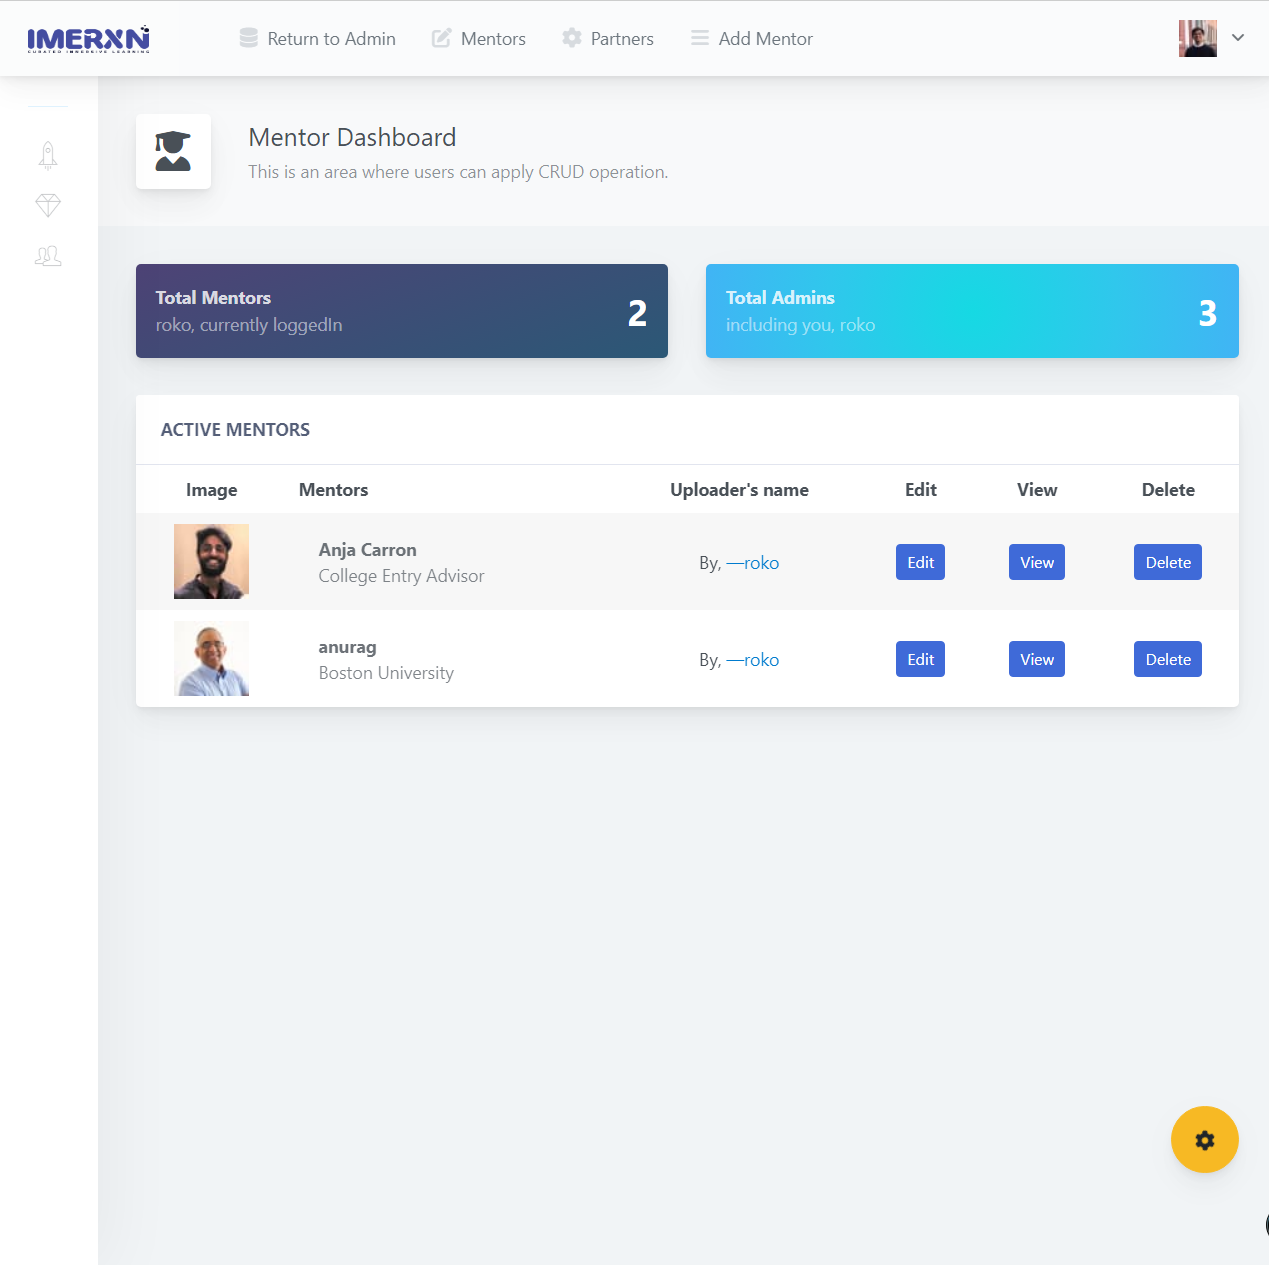 IMERXN
CURATED IMMERSIVE LEARNING
Return to Admin
Mentors
Partners
Add Mentor
Mentor Dashboard
This is an area where users can apply CRUD operation.
Total Mentors
roko, currently loggedIn
2
Total Admins
including you, roko
3
ACTIVE MENTORS
Image Mentors Uploader's name Edit View Delete
Anja Carron
College Entry Advisor
By, —roko
Edit
View
Delete
anurag
Boston University
By, —roko
Edit
View
Delete